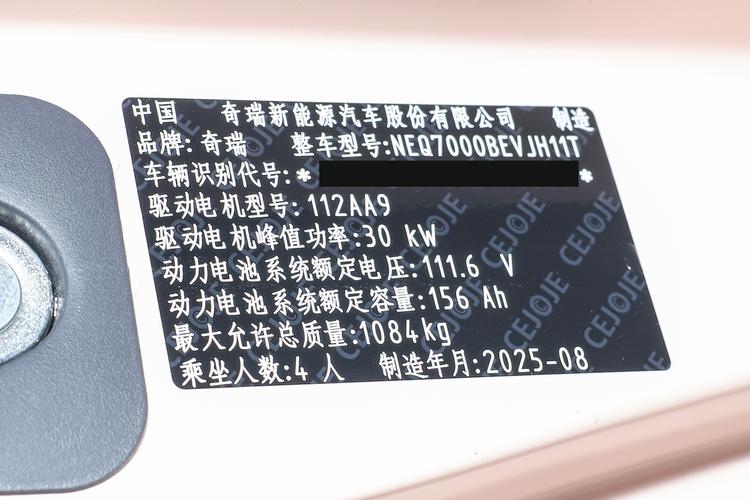 中国 奇瑞新能源汽车股份有限公司 制造
品牌:奇瑞 整车型号:NEQ7000BEVJH11T
车辆识别代号:* *
驱动电机型号:112AA9
驱动电机峰值功率:30 kW
动力电池系统额定电压:111.6 V
动力电池系统额定容量:156 Ah
最大允许总质量:1084kg
乘坐人数:4 人 制造年月:2025-08
CEJOJE
CEJOJE
CEJOJE
CEJOJE